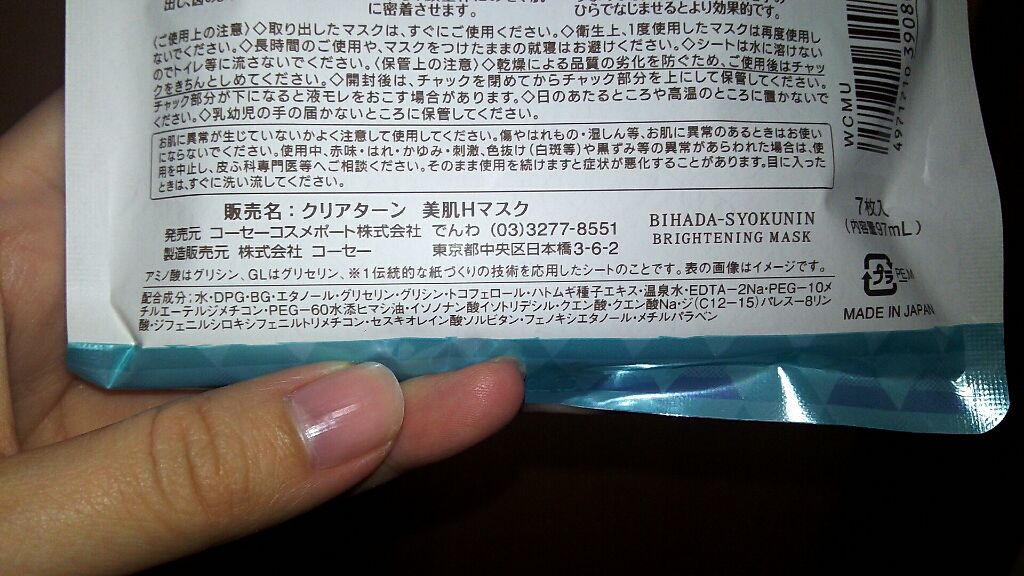 に密着させます。
ひらでなじませるとより効果的です。
〈ご使用上の注意〉◇取り出したマスクは、すぐにご使用ください。◇衛生上、1度使用したマスクは再度使用し
ないでください。◇長時間のご使用や、マスクをつけたままの就寝はお避けください。◇シートは水に溶けない
のでトイレ等に流さないでください。〈保管上の注意〉◇乾燥による品質の劣化を防ぐため、ご使用後はチャッ
クをきちんとしめてください。◇開封後は、チャックを閉めてからチャック部分を上にして保管してください。
チャック部分が下になると液モレをおこす場合があります。◇日のあたるところや高温のところに置かないで
ください。◇乳幼児の手の届かないところに保管してください。
お肌に異常が生じていないかよく注意して使用してください。傷やはれもの・湿しん等、お肌に異常のあるときはお使い
にならないでください。使用中、赤味・はれ・かゆみ・刺激、色抜け(白斑等)や黒ずみ等の異常があらわれた場合は、使
用を中止し、皮ふ科専門医等へご相談ください。そのまま使用を続けますと症状が悪化することがあります。目に入った
ときは、すぐに洗い流してください。
販売名：クリアターン 美肌Hマスク
発売元 コーセーコスメポート株式会社 でんわ (03)3277-8551
製造販売元 株式会社 コーセー 東京都中央区日本橋3-6-2
BIHADA-SYOKUNIN
BRIGHTENING MASK
WCMU
7枚入
(内容量97mL)
プラ
MADE IN JAPAN
アミノ酸はグリシン、GLはグリセリン、※1伝統的な紙づくりの技術を応用したシートのことです。表の画像はイメージです。
配合成分；水・DPG・BG・エタノール・グリセリン・グリシン・トコフェロール・ハトムギ種子エキス・温泉水・EDTA-2Na・PEG-10メ
チルエーテルジメチコン・PEG-60水添ヒマシ油・イソノナン酸イソトリデシル・クエン酸・クエン酸Na・ジ(C12-15)パレス-8リン
酸・ジフェニルシロキシフェニルトリメチコン・セスキオレイン酸ソルビタン・フェノキシエタノール・メチルパラベン